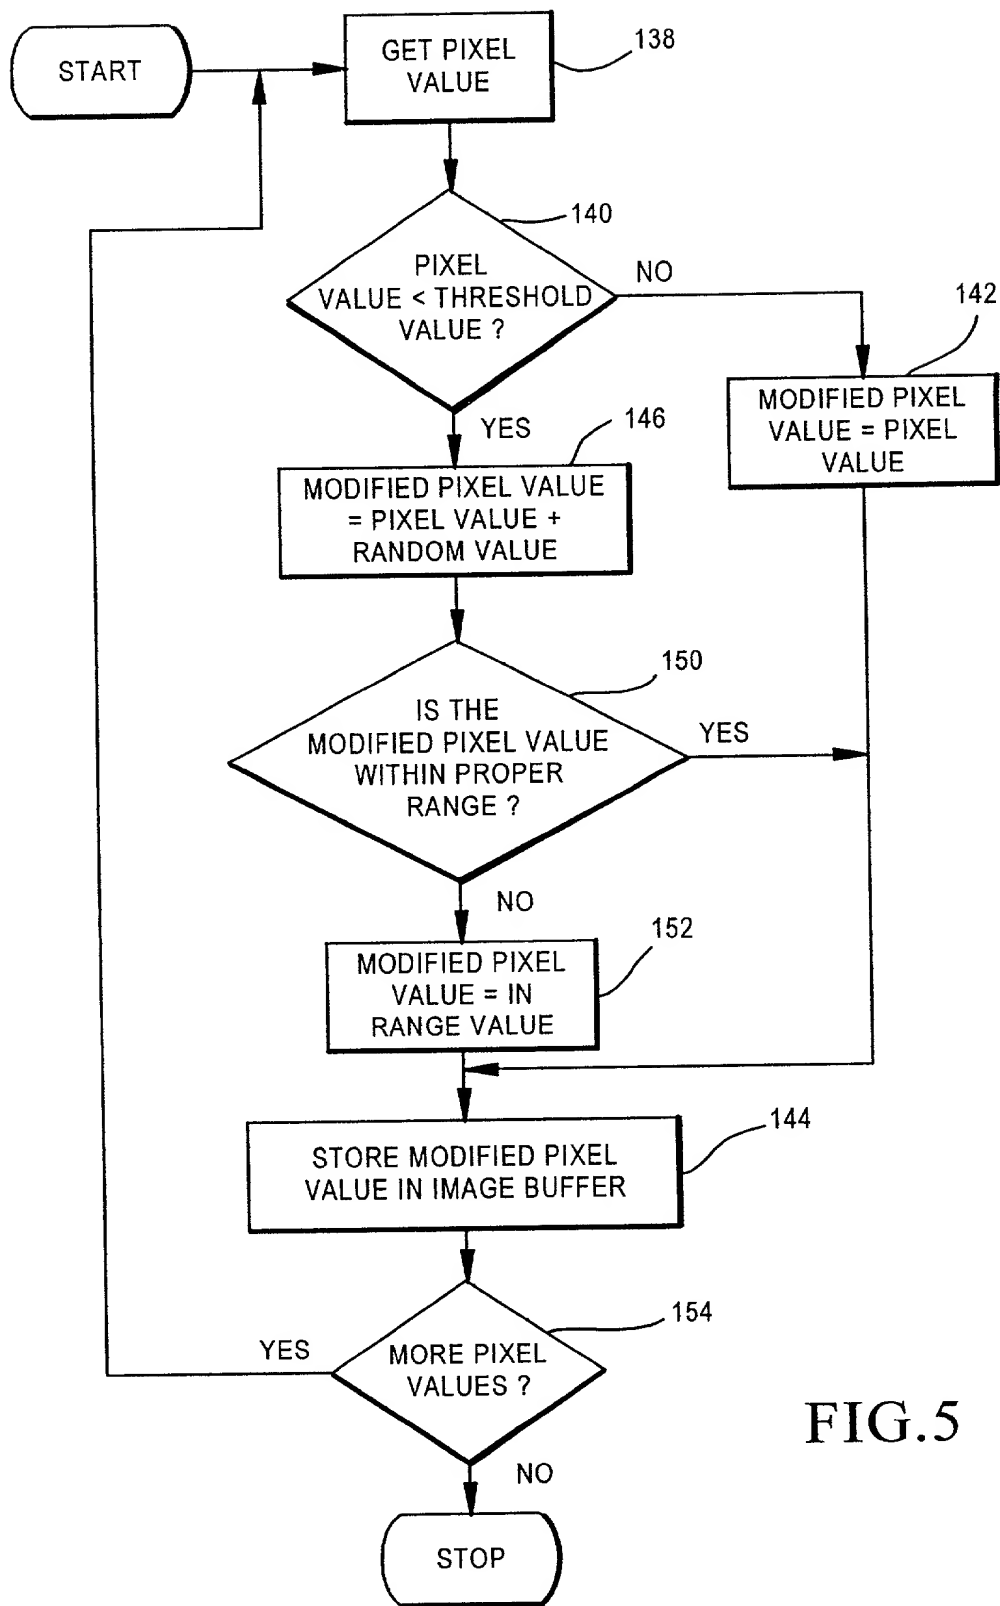 START
GET PIXEL
VALUE
138
140
PIXEL
VALUE < THRESHOLD
VALUE ?
NO
142
MODIFIED PIXEL
VALUE = PIXEL
VALUE
YES
146
MODIFIED PIXEL VALUE
= PIXEL VALUE +
RANDOM VALUE
150
IS THE
MODIFIED PIXEL VALUE
WITHIN PROPER
RANGE ?
YES
NO
152
MODIFIED PIXEL
VALUE = IN
RANGE VALUE
144
STORE MODIFIED PIXEL
VALUE IN IMAGE BUFFER
154
YES
MORE PIXEL
VALUES ?
NO
STOP
FIG.5